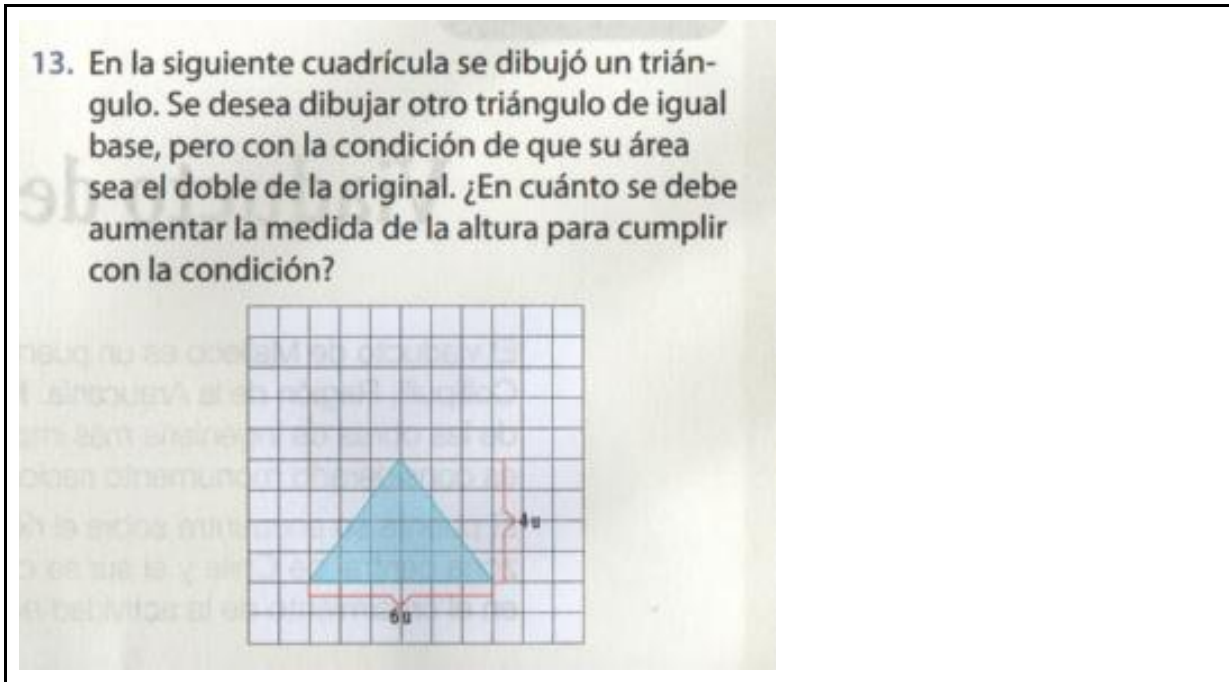 13. En la siguiente cuadrícula se dibujó un trián-
gulo. Se desea dibujar otro triángulo de igual
base, pero con la condición de que su área
sea el doble de la original. ¿En cuánto se debe
aumentar la medida de la altura para cumplir
con la condición?
4 u
6 u